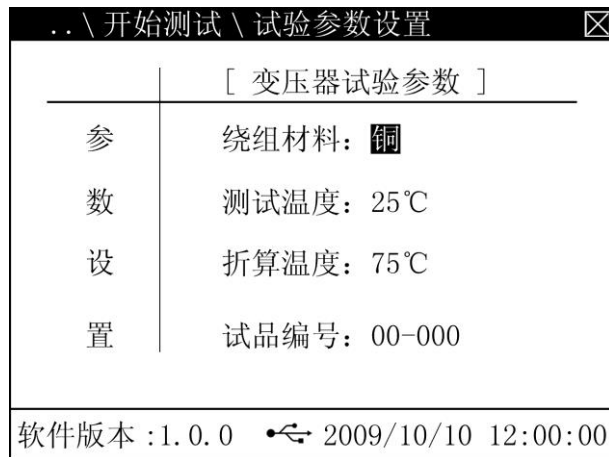 ..\开始测试\试验参数设置
[ 变压器试验参数 ]
参 绕组材料：铜
数 测试温度：25℃
设 折算温度：75℃
置 试品编号：00-000
软件版本:1.0.0 2009/10/10 12:00:00